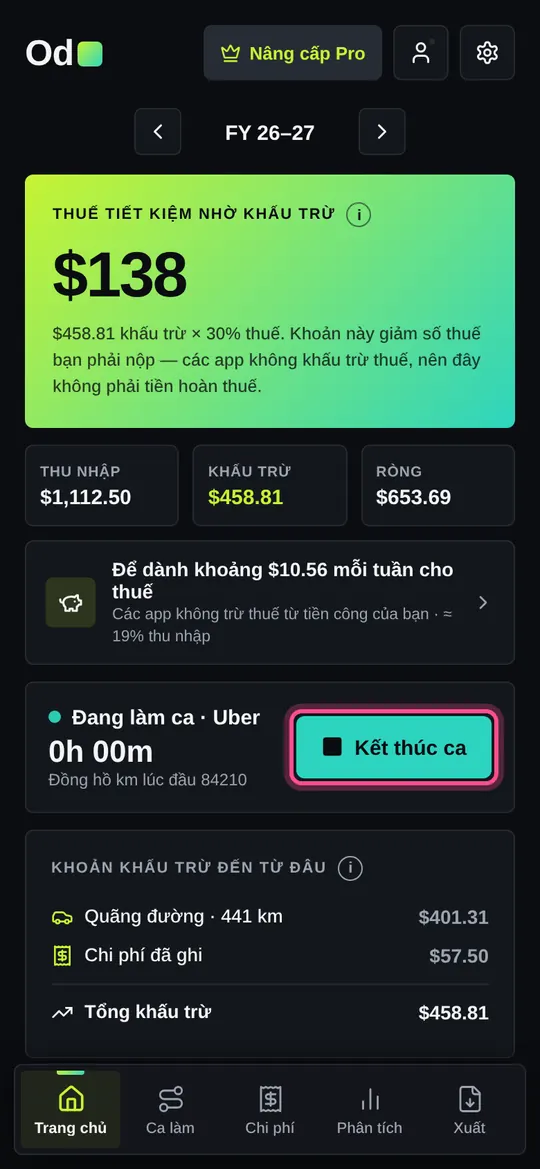 Od
Nâng cấp Pro
FY 26–27
THUẾ TIẾT KIỆM NHỜ KHẤU TRỪ i
$138
$458.81 khấu trừ × 30% thuế. Khoản này giảm số thuế
bạn phải nộp — các app không khấu trừ thuế, nên đây
không phải tiền hoàn thuế.
THU NHẬP
$1,112.50
KHẤU TRỪ
$458.81
RÒNG
$653.69
Để dành khoảng $10.56 mỗi tuần cho
thuế
Các app không trừ thuế từ tiền công của bạn · ≈
19% thu nhập
Đang làm ca · Uber
0h 00m
Đồng hồ km lúc đầu 84210
Kết thúc ca
KHOẢN KHẤU TRỪ ĐẾN TỪ ĐÂU i
Quãng đường · 441 km $401.31
Chi phí đã ghi $57.50
Tổng khấu trừ $458.81
Trang chủ
Ca làm
Chi phí
Phân tích
Xuất